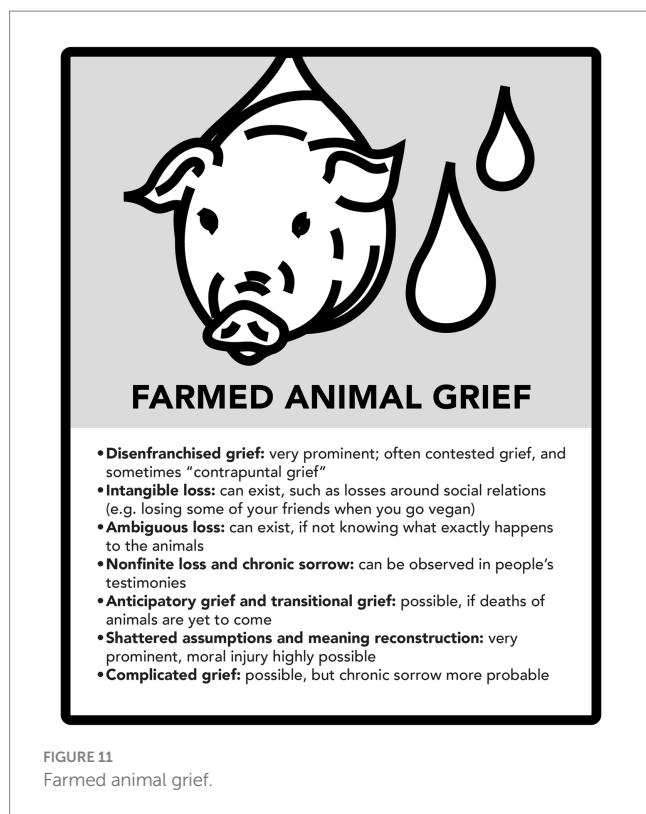 FARMED ANIMAL GRIEF
•Disenfranchised grief: very prominent; often contested grief, and
sometimes “contrapuntal grief”
•Intangible loss: can exist, such as losses around social relations
(e.g. losing some of your friends when you go vegan)
•Ambiguous loss: can exist, if not knowing what exactly happens
to the animals
•Nonfinite loss and chronic sorrow: can be observed in people’s
testimonies
•Anticipatory grief and transitional grief: possible, if deaths of
animals are yet to come
•Shattered assumptions and meaning reconstruction: very
prominent, moral injury highly possible
•Complicated grief: possible, but chronic sorrow more probable
FIGURE 11
Farmed animal grief.